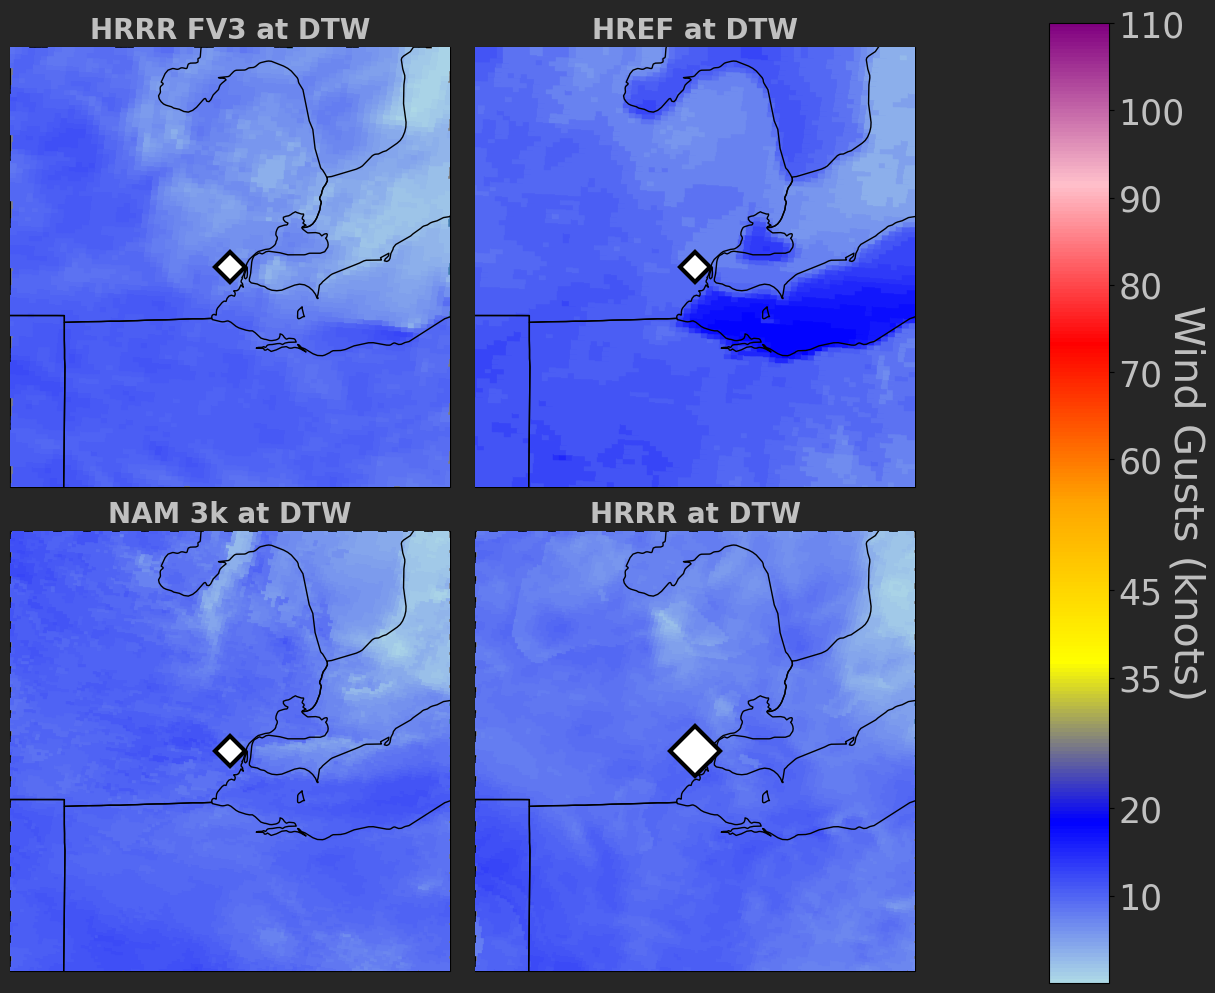 HRRR FV3 at DTW
HREF at DTW
NAM 3k at DTW
HRRR at DTW
110
100
90
80
70
60
45
35
20
10
Wind Gusts (knots)